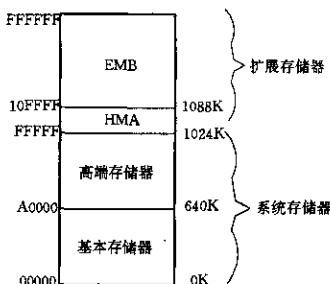 FFFFFF
EMB
扩展存储器
10FFFF
1088K
HMA
FFFFF
1024K
高端存储器
A0000
640K
系统存储器
基本存储器
00000
0K